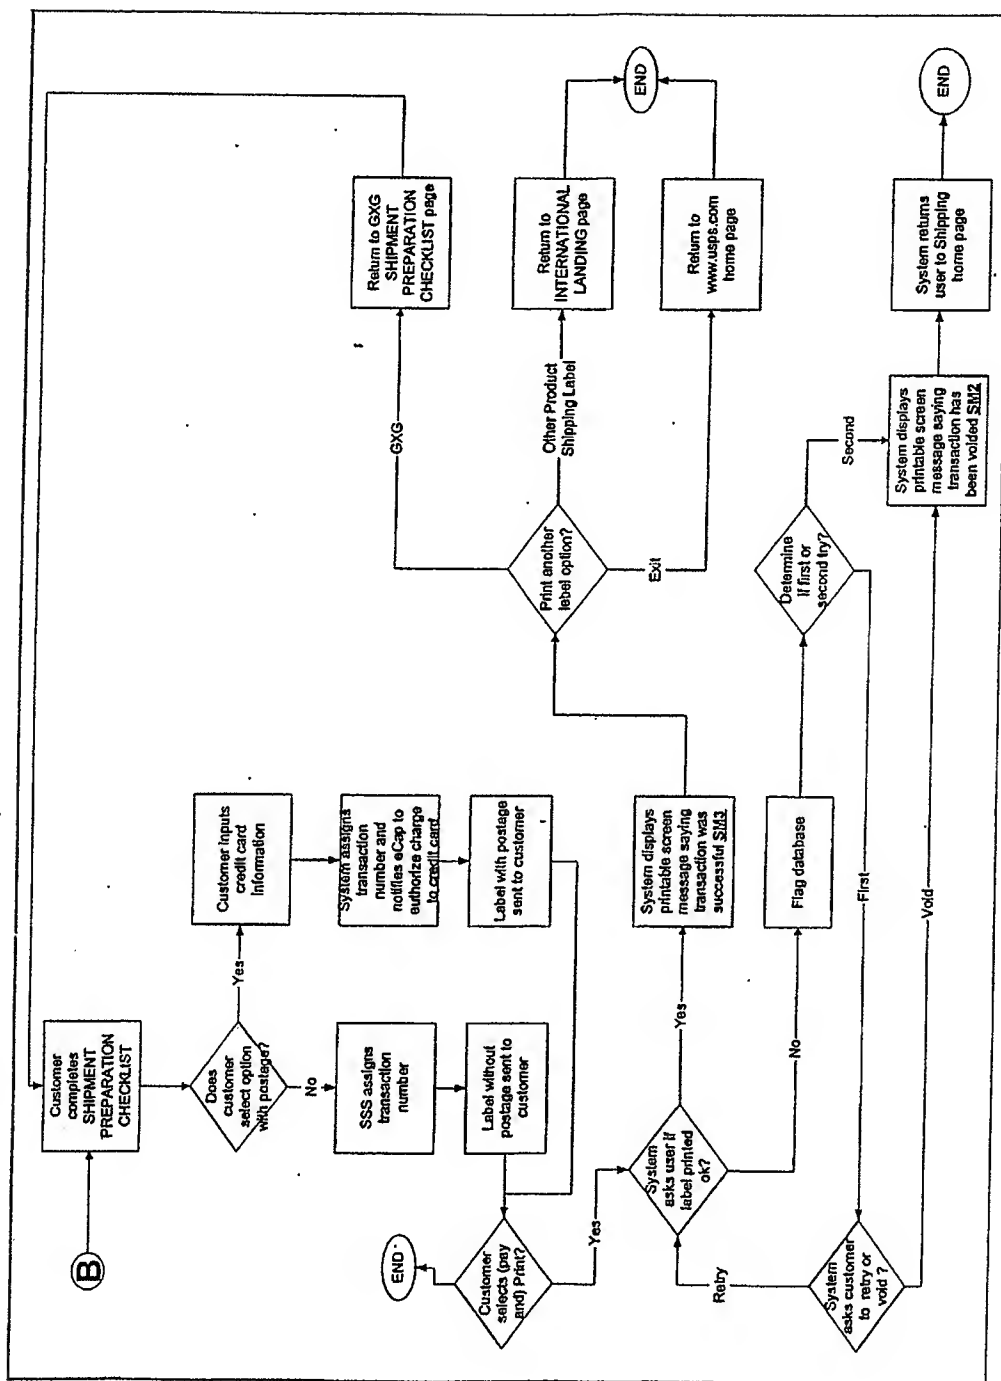 B
Customer
completes
SHIPMENT
PREPARATION
CHECKLIST
Does
customer
select option
with postage?
Yes
Customer inputs
credit card
Information
System assigns
transaction
number and
notifies eCap to
authorize charge
to credit card
Label with postage
sent to customer
No
SSS assigns
transaction
number
Label without
postage sent to
customer
Customer
selects (pay
and) Print?
END
Yes
System
asks user if
label printed
ok?
Yes
System displays
printable screen
message saying
transaction was
successful SM3
Print another
label option?
GXG
Return to GXG
SHIPMENT
PREPARATION
CHECKLIST page
Other Product
Shipping Label
Return to
INTERNATIONAL
LANDING page
Exit
Return to
www.usps.com
home page
END
No
Flag database
Determine
if first or
second try?
First
Second
System
asks customer
to retry or
void ?
Retry
Void
System displays
printable screen
message saying
transaction has
been voided SM2
System returns
user to Shipping
home page
END